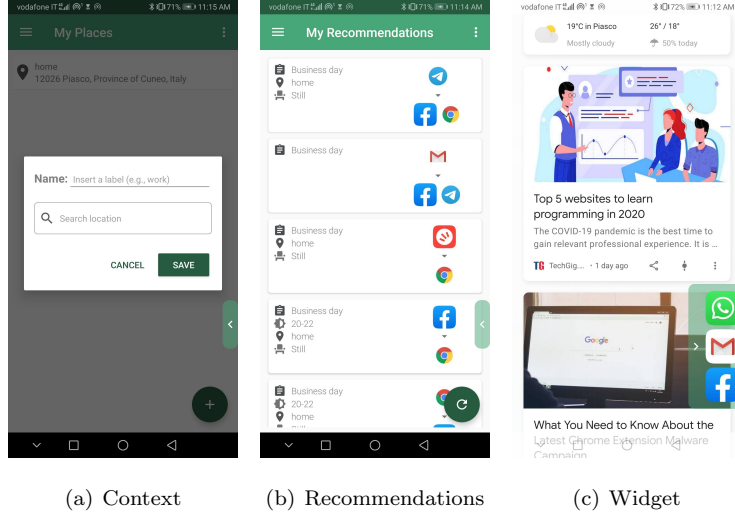 vodafone IT 71% 11:15 AM
My Places
home
12026 Piasco, Province of Cuneo, Italy
Name: Insert a label (e.g., work)
Search location
CANCEL SAVE
(a) Context
vodafone IT 71% 11:14 AM
My Recommendations
Business day
home
Still
Business day
Business day
home
Still
Business day
20-22
home
Still
Business day
20-22
home
(b) Recommendations
vodafone IT 72% 11:12 AM
19°C in Piasco 26° / 18°
Mostly cloudy 50% today
Top 5 websites to learn
programming in 2020
The COVID-19 pandemic is the best time to
gain relevant professional experience. It is ...
TG TechGig... · 1 day ago
Google
What You Need to Know About the
Latest Chrome Extension Malware
Campaign
(c) Widget